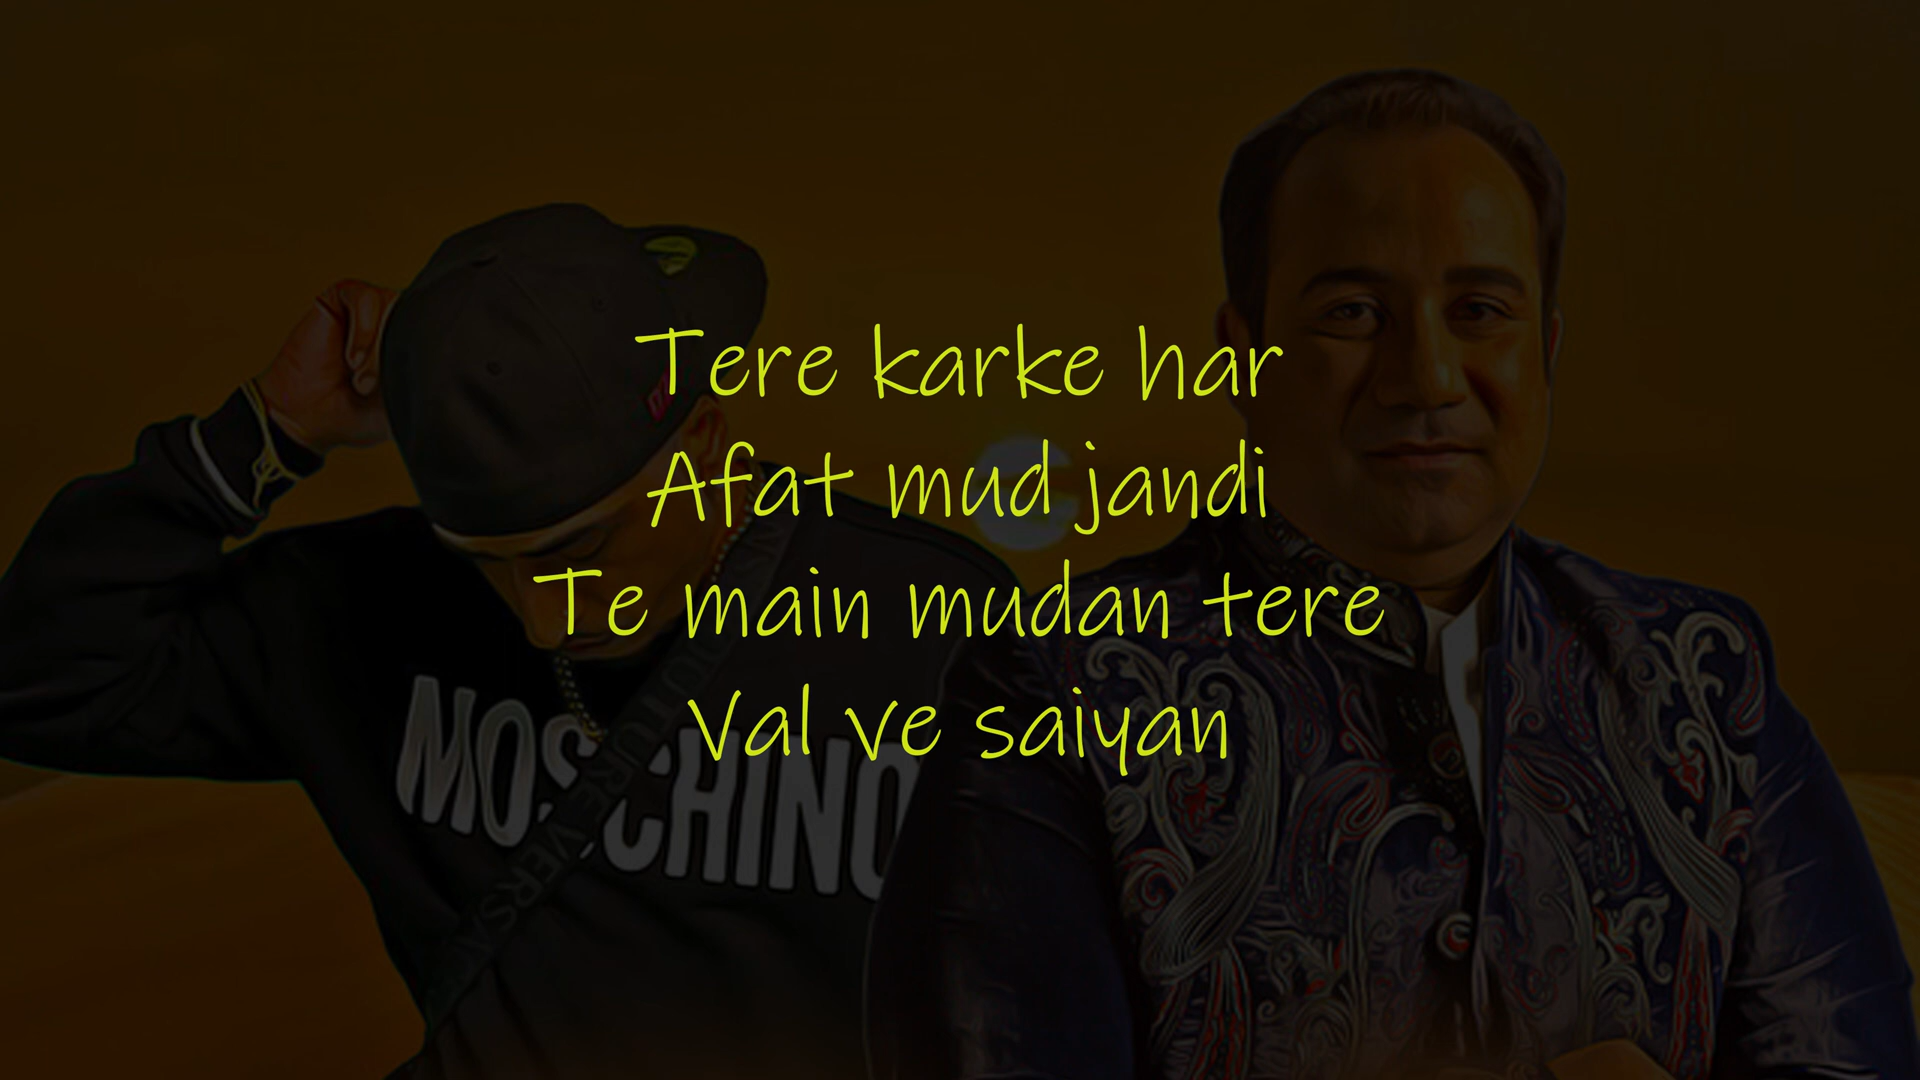 Tere karke har
Afat mud jandi
Te main mudan tere
Val ve saiyan
MOSCHINO